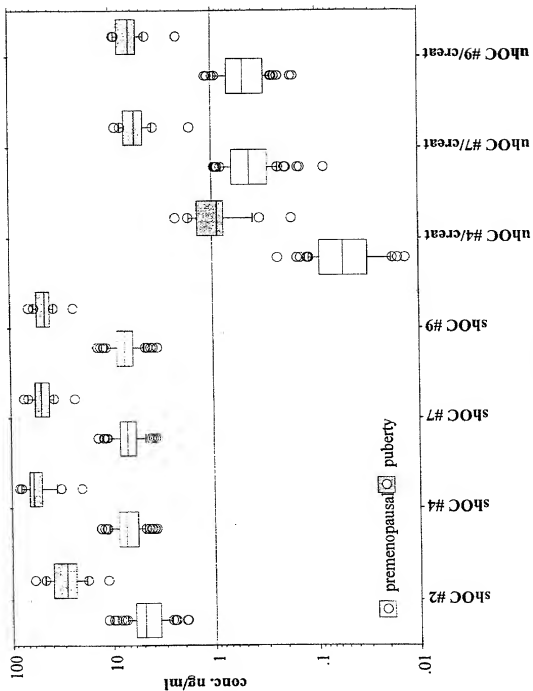 100
10
1
.1
.01
conc. ng/ml
premenopausal
puberty
shOC #2
shOC #4
shOC #7
shOC #9
uhOC #4/creat
uhOC #7/creat
uhOC #9/creat